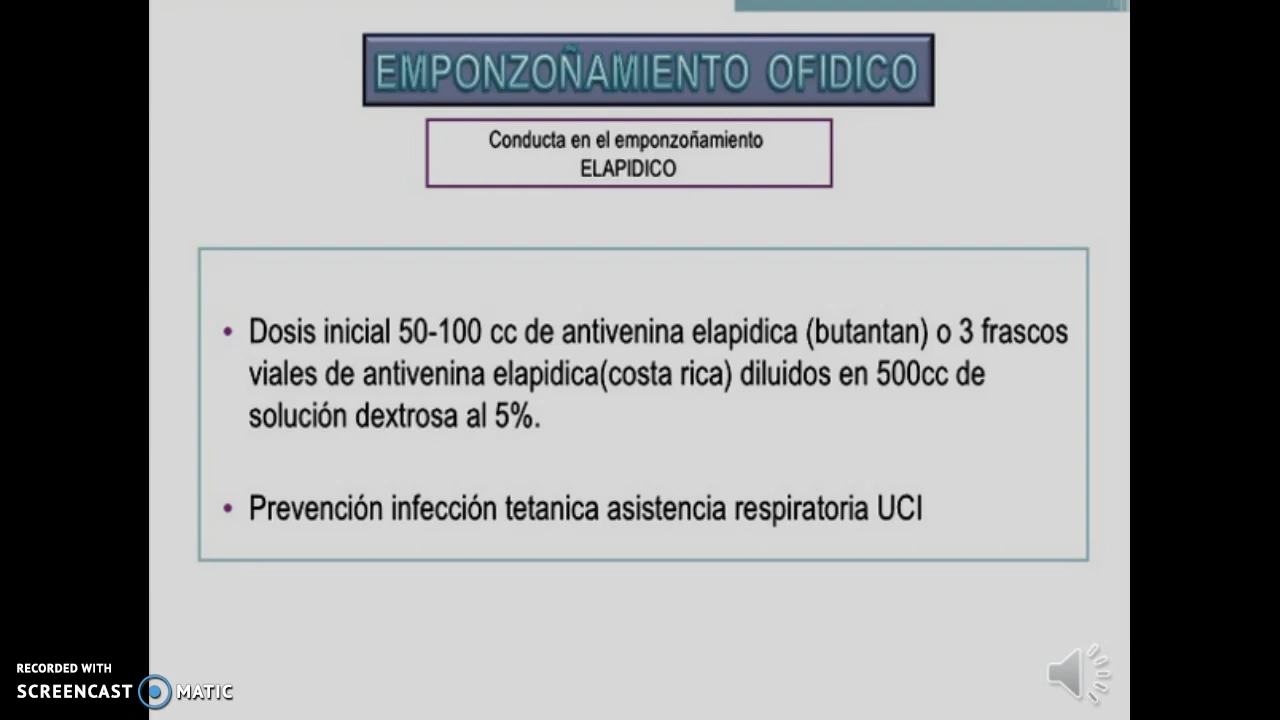 EMPONZOÑAMIENTO OFIDICO
Conducta en el emponzoñamiento
ELAPIDICO
• Dosis inicial 50-100 cc de antivenina elapidica (butantan) o 3 frascos
viales de antivenina elapidica(costa rica) diluidos en 500cc de
solución dextrosa al 5%.
• Prevención infección tetanica asistencia respiratoria UCI
RECORDED WITH
SCREENCAST MATIC